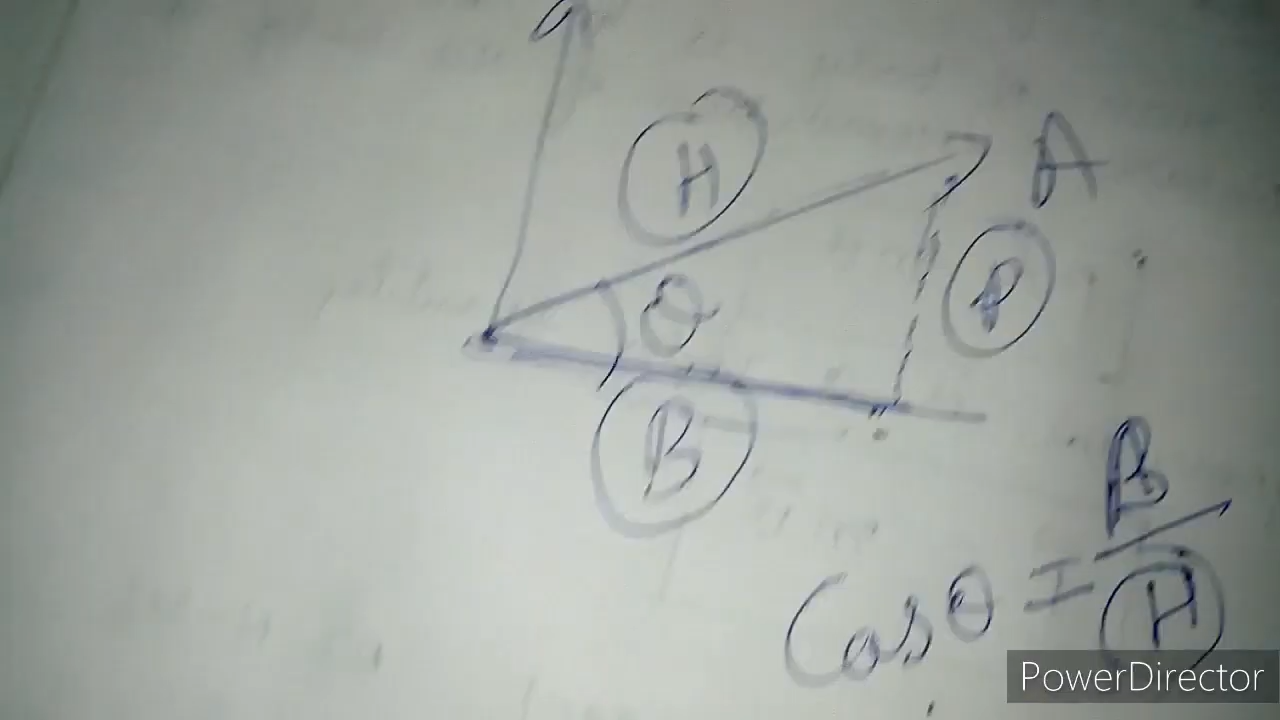 H
A
θ
P
B
Cosθ = B/H
PowerDirector